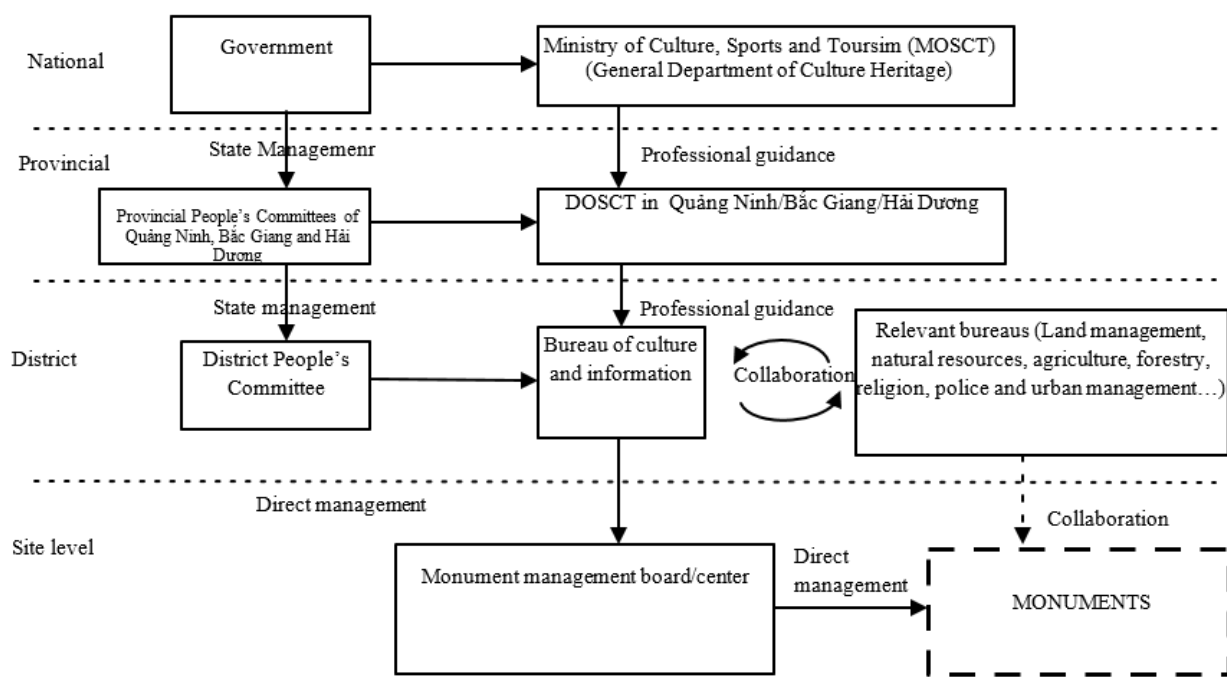 National
Government
Ministry of Culture, Sports and Toursim (MOSCT)
(General Department of Culture Heritage)
Provincial
State Managemenr
Professional guidance
Provincial People's Committees of
Quảng Ninh, Bắc Giang and Hải
Dương
DOSCT in Quảng Ninh/Bắc Giang/Hải Dương
District
State management
Professional guidance
District People's
Committee
Bureau of culture
and information
Collaboration
Relevant bureaus (Land management,
natural resources, agriculture, forestry,
religion, police and urban management…)
Site level
Direct management
Collaboration
Monument management board/center
Direct
management
MONUMENTS